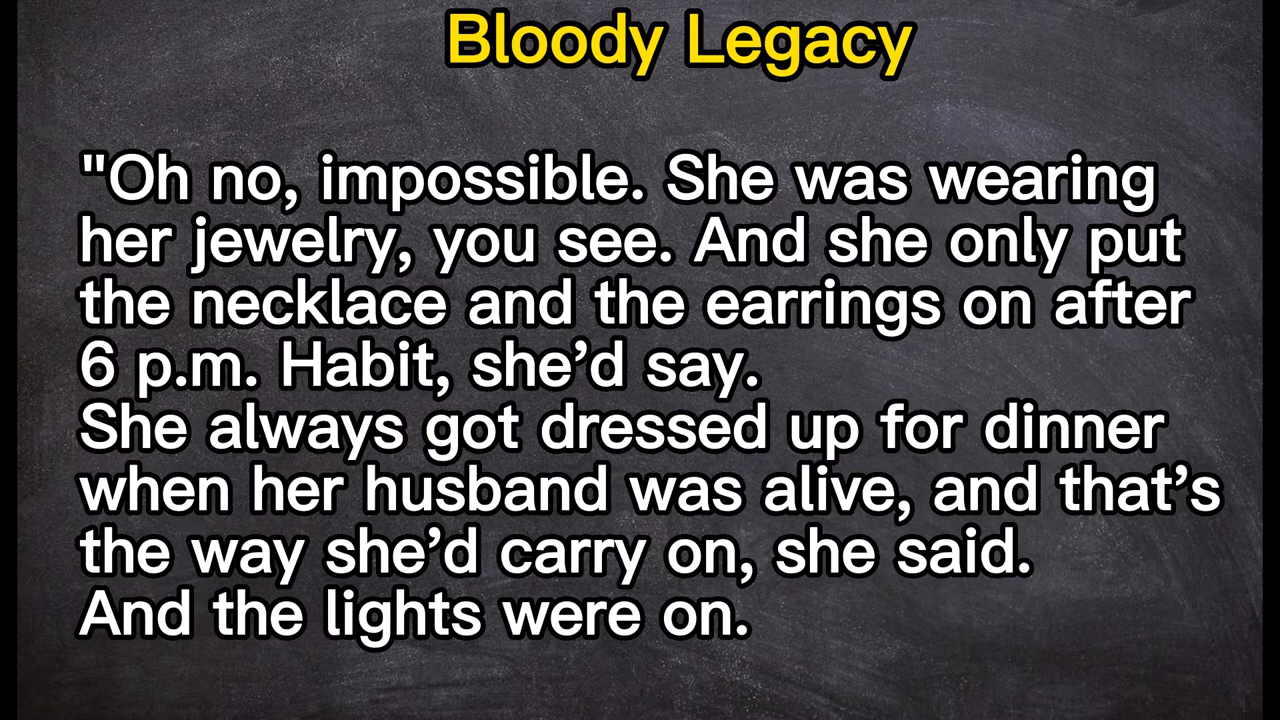 Bloody Legacy
"Oh no, impossible. She was wearing
her jewelry, you see. And she only put
the necklace and the earrings on after
6 p.m. Habit, she’d say.
She always got dressed up for dinner
when her husband was alive, and that’s
the way she’d carry on, she said.
And the lights were on.